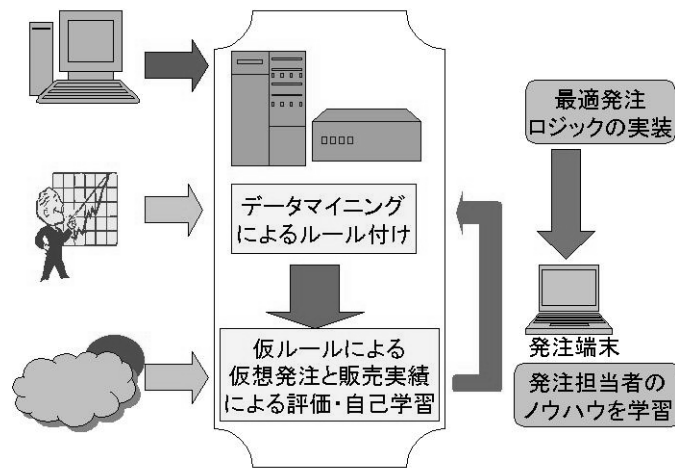 データマイニング
によるルール付け
仮ルールによる
仮想発注と販売実績
による評価・自己学習
最適発注
ロジックの実装
発注端末
発注担当者の
ノウハウを学習